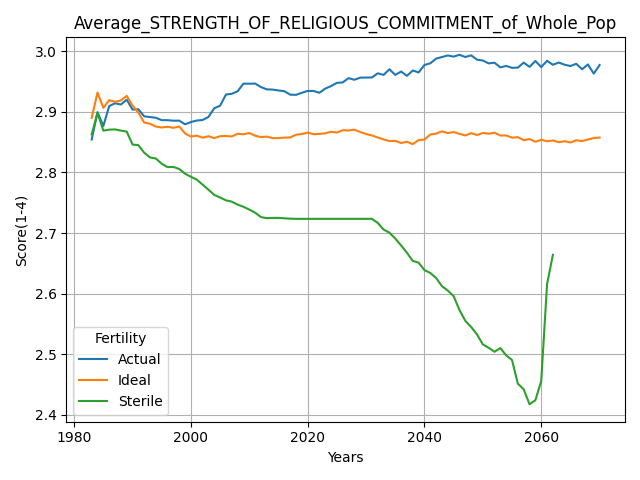 Average_STRENGTH_OF_RELIGIOUS_COMMITMENT_of_Whole_Pop
3.0
2.9
2.8
2.7
2.6
2.5
2.4
Score(1-4)
Fertility
Actual
Ideal
Sterile
1980
2000
2020
2040
2060
Years